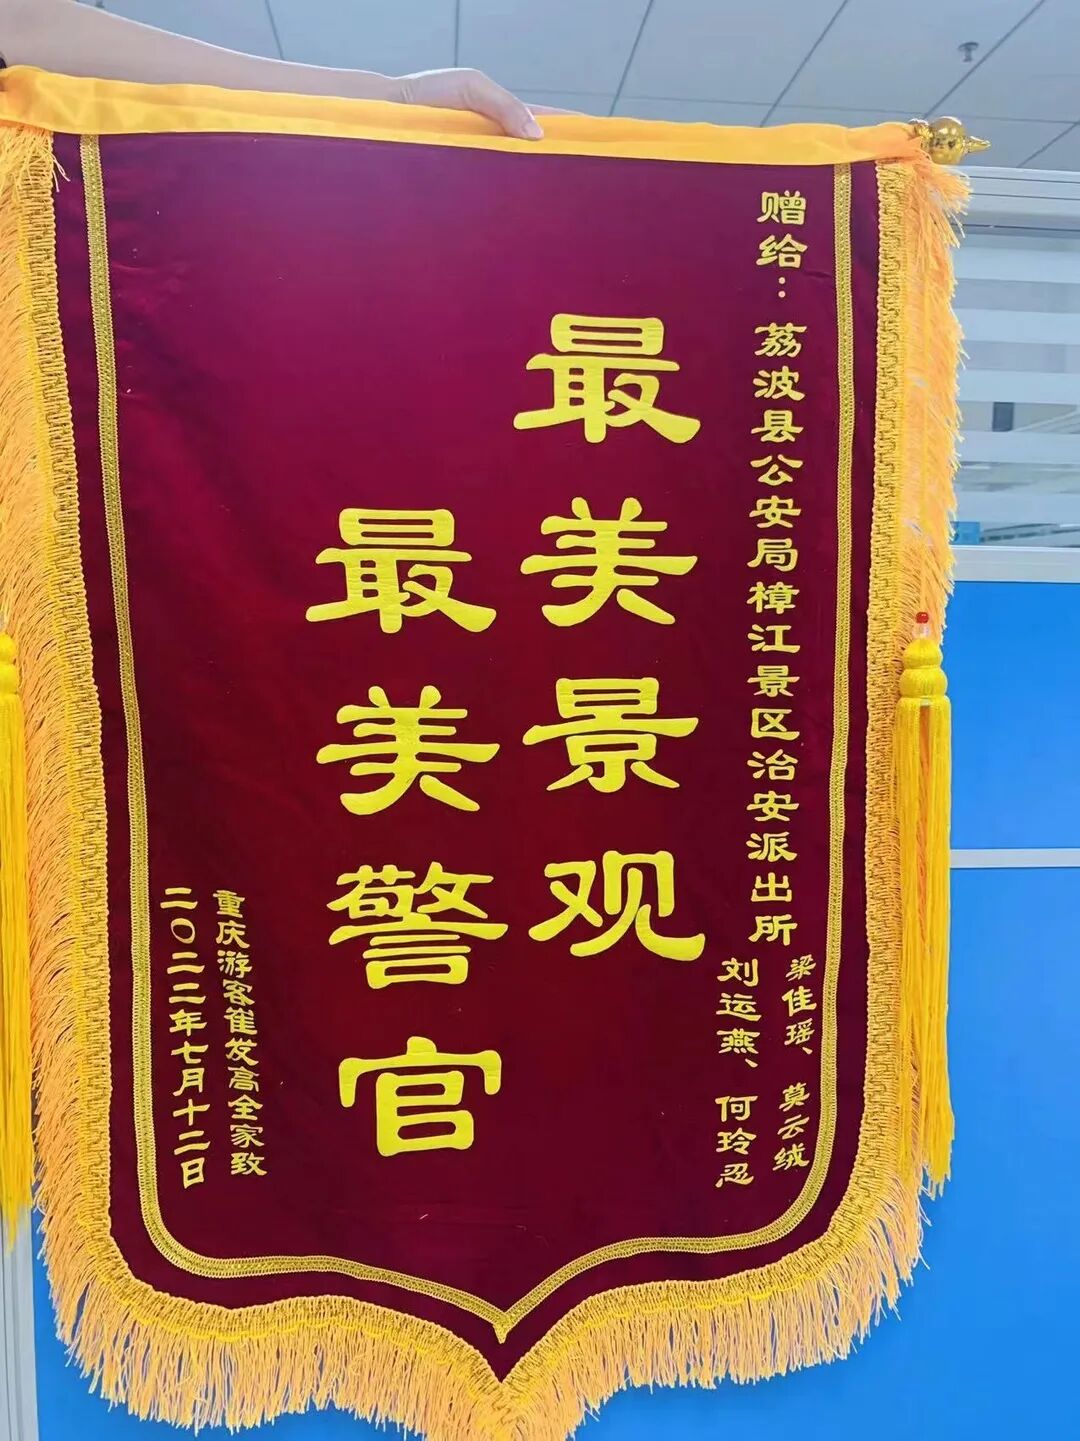 赠给：荔波县公安局樟江景区治安派出所
梁佳瑶、莫云绒
刘运燕、何玲忍
最美景观
最美警官
重庆游客崔发高全家致
二〇二二年七月十二日